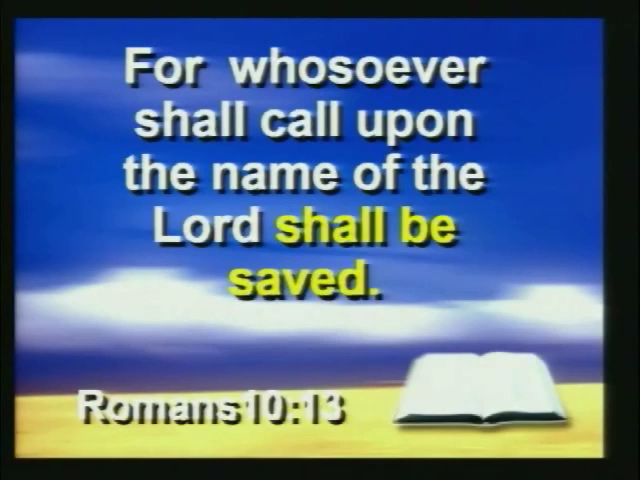 For whosoever
shall call upon
the name of the
Lord shall be
saved.
Romans10:13